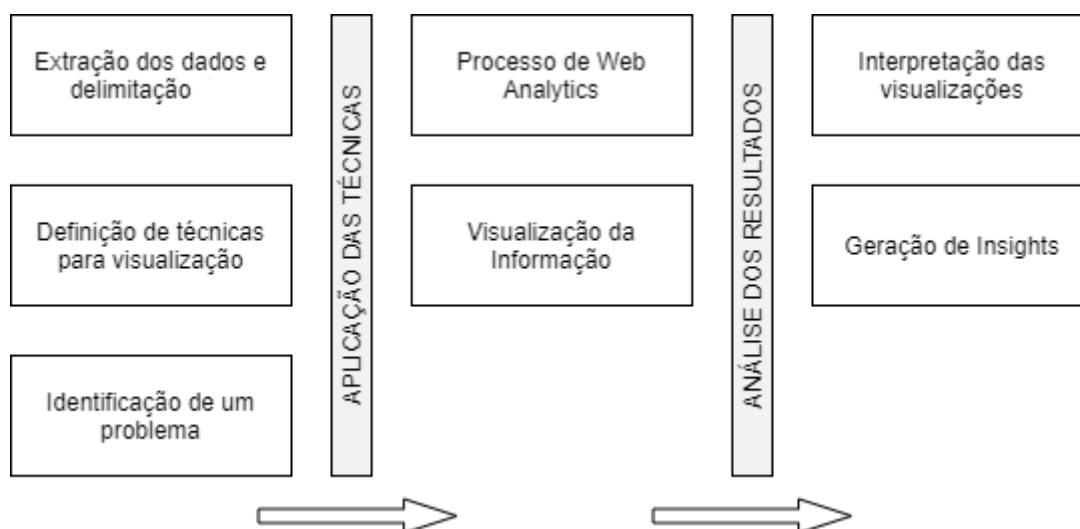 Extração dos dados e
delimitação
Definição de técnicas
para visualização
Identificação de um
problema
APLICAÇÃO DAS TÉCNICAS
Processo de Web
Analytics
Visualização da
Informação
ANÁLISE DOS RESULTADOS
Interpretação das
visualizações
Geração de Insights